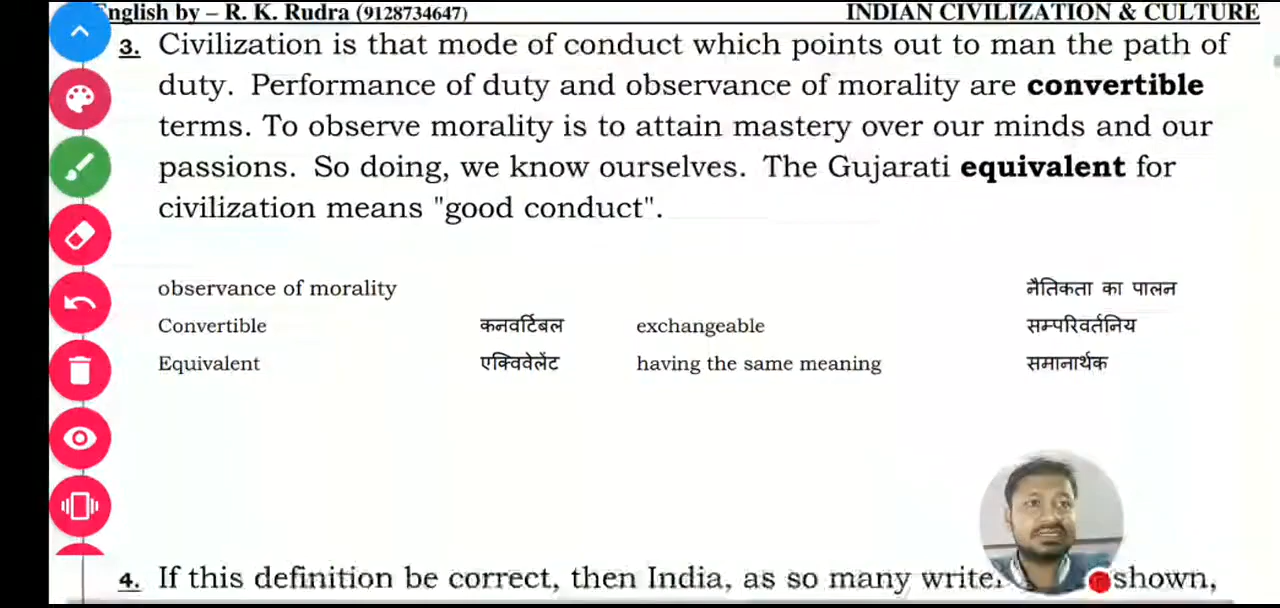 English by – R. K. Rudra (9128734647) INDIAN CIVILIZATION & CULTURE
3. Civilization is that mode of conduct which points out to man the path of
duty. Performance of duty and observance of morality are convertible
terms. To observe morality is to attain mastery over our minds and our
passions. So doing, we know ourselves. The Gujarati equivalent for
civilization means "good conduct".
observance of morality नैतिकता का पालन
Convertible कनवर्टिबल exchangeable सम्परिवर्तनिय
Equivalent एक्विवेलेंट having the same meaning समानार्थक
4. If this definition be correct, then India, as so many shown,